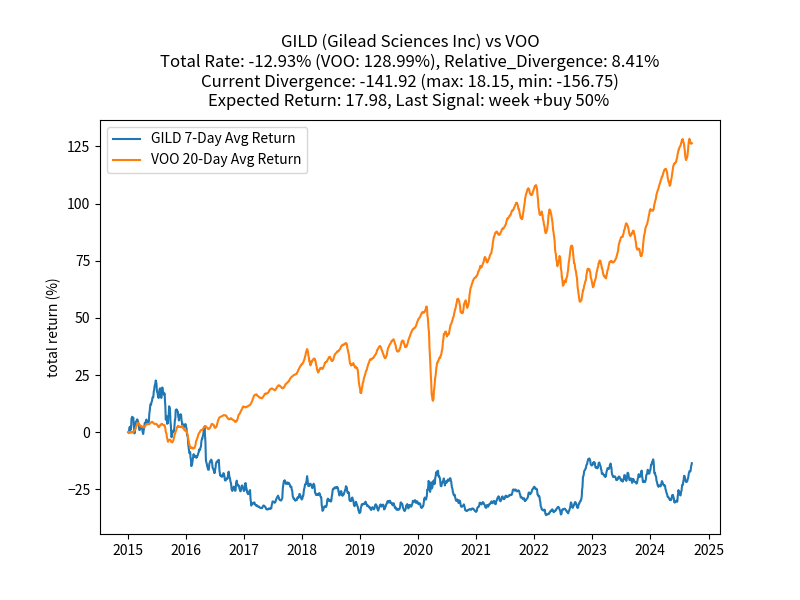 GILD (Gilead Sciences Inc) vs VOO
Total Rate: -12.93% (VOO: 128.99%), Relative_Divergence: 8.41%
Current Divergence: -141.92 (max: 18.15, min: -156.75)
Expected Return: 17.98, Last Signal: week +buy 50%
GILD 7-Day Avg Return
VOO 20-Day Avg Return
total return (%)
125
100
75
50
25
0
−25
2015 2016 2017 2018 2019 2020 2021 2022 2023 2024 2025